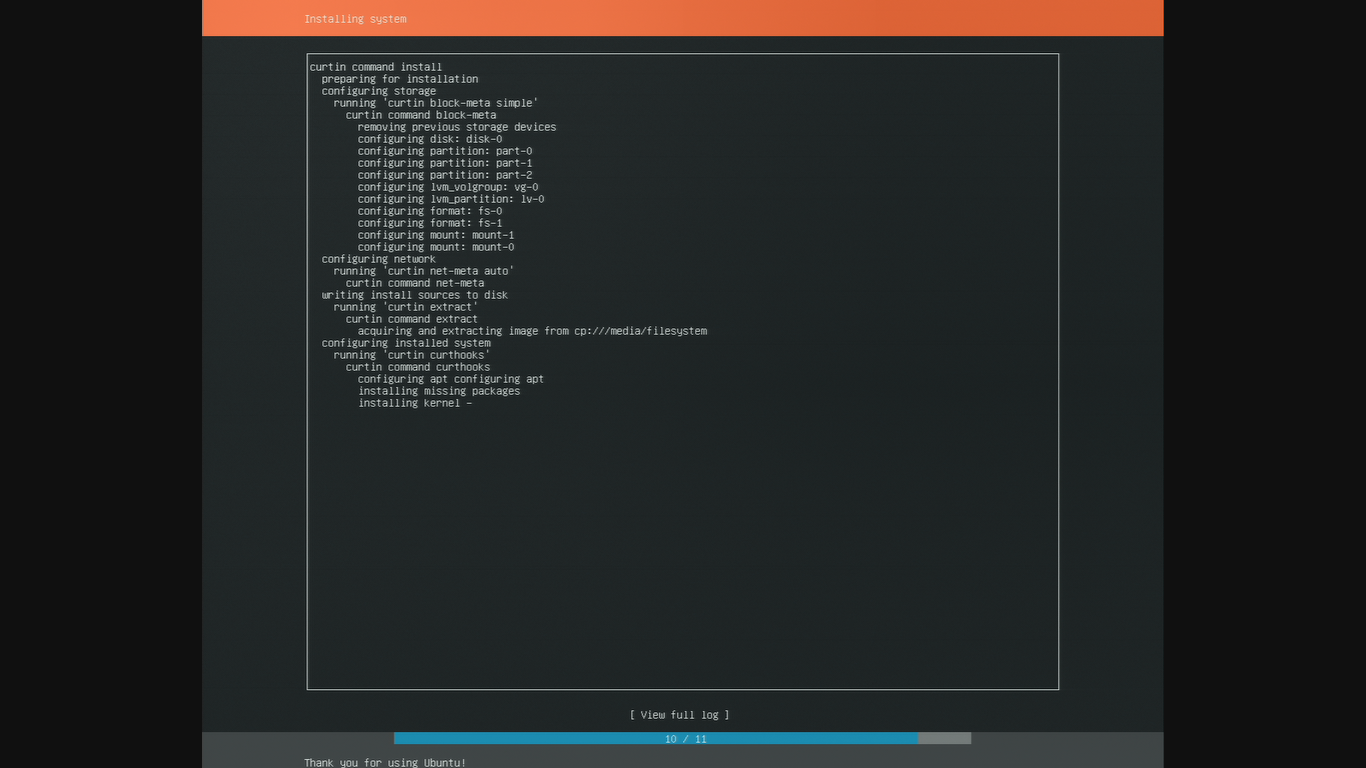 Installing system
curtin command install
preparing for installation
configuring storage
running 'curtin block-meta simple'
curtin command block-meta
removing previous storage devices
configuring disk: disk-0
configuring partition: part-0
configuring partition: part-1
configuring partition: part-2
configuring lvm_volgroup: vg-0
configuring lvm_partition: lv-0
configuring format: fs-0
configuring format: fs-1
configuring mount: mount-1
configuring mount: mount-0
configuring network
running 'curtin net-meta auto'
curtin command net-meta
writing install sources to disk
running 'curtin extract'
curtin command extract
acquiring and extracting image from cp:///media/filesystem
configuring installed system
running 'curtin curthooks'
curtin command curthooks
configuring apt configuring apt
installing missing packages
installing kernel -
[ View full log ]
10 / 11
Thank you for using Ubuntu!